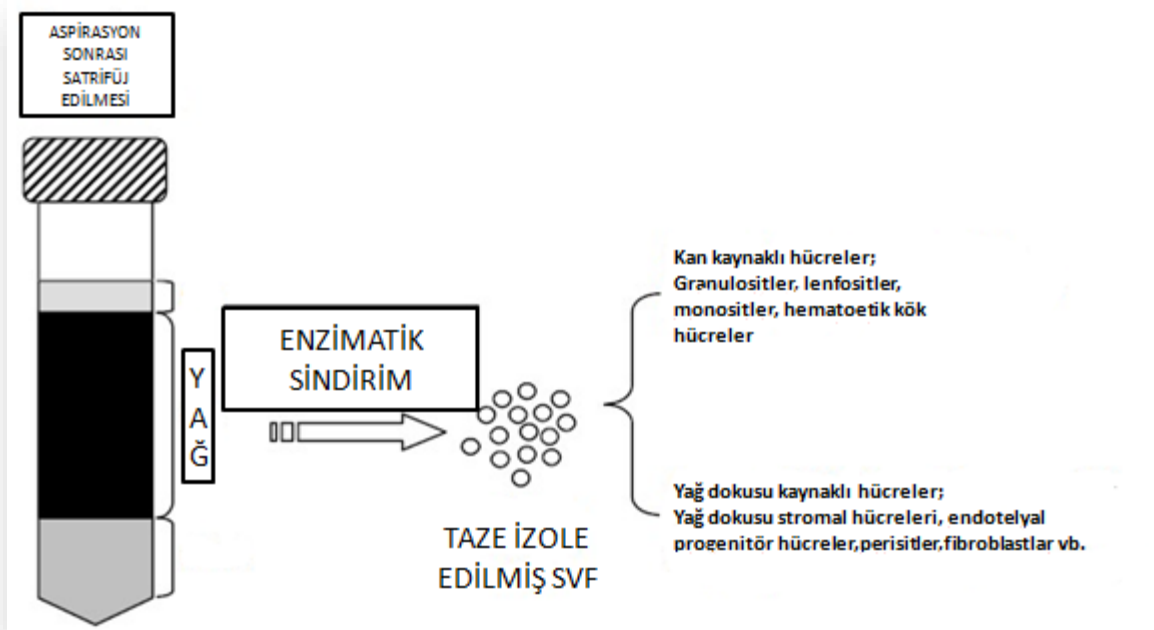 ASPİRASYON
SONRASI
SATRİFÜJ
EDİLMESİ
Y
A
Ğ
ENZİMATİK
SİNDİRİM
TAZE İZOLE
EDİLMİŞ SVF
Kan kaynaklı hücreler;
Granulositler, lenfositler,
monositler, hematoetik kök
hücreler
Yağ dokusu kaynaklı hücreler;
Yağ dokusu stromal hücreleri, endotelyal
progenitör hücreler,perisitler,fibroblastlar vb.